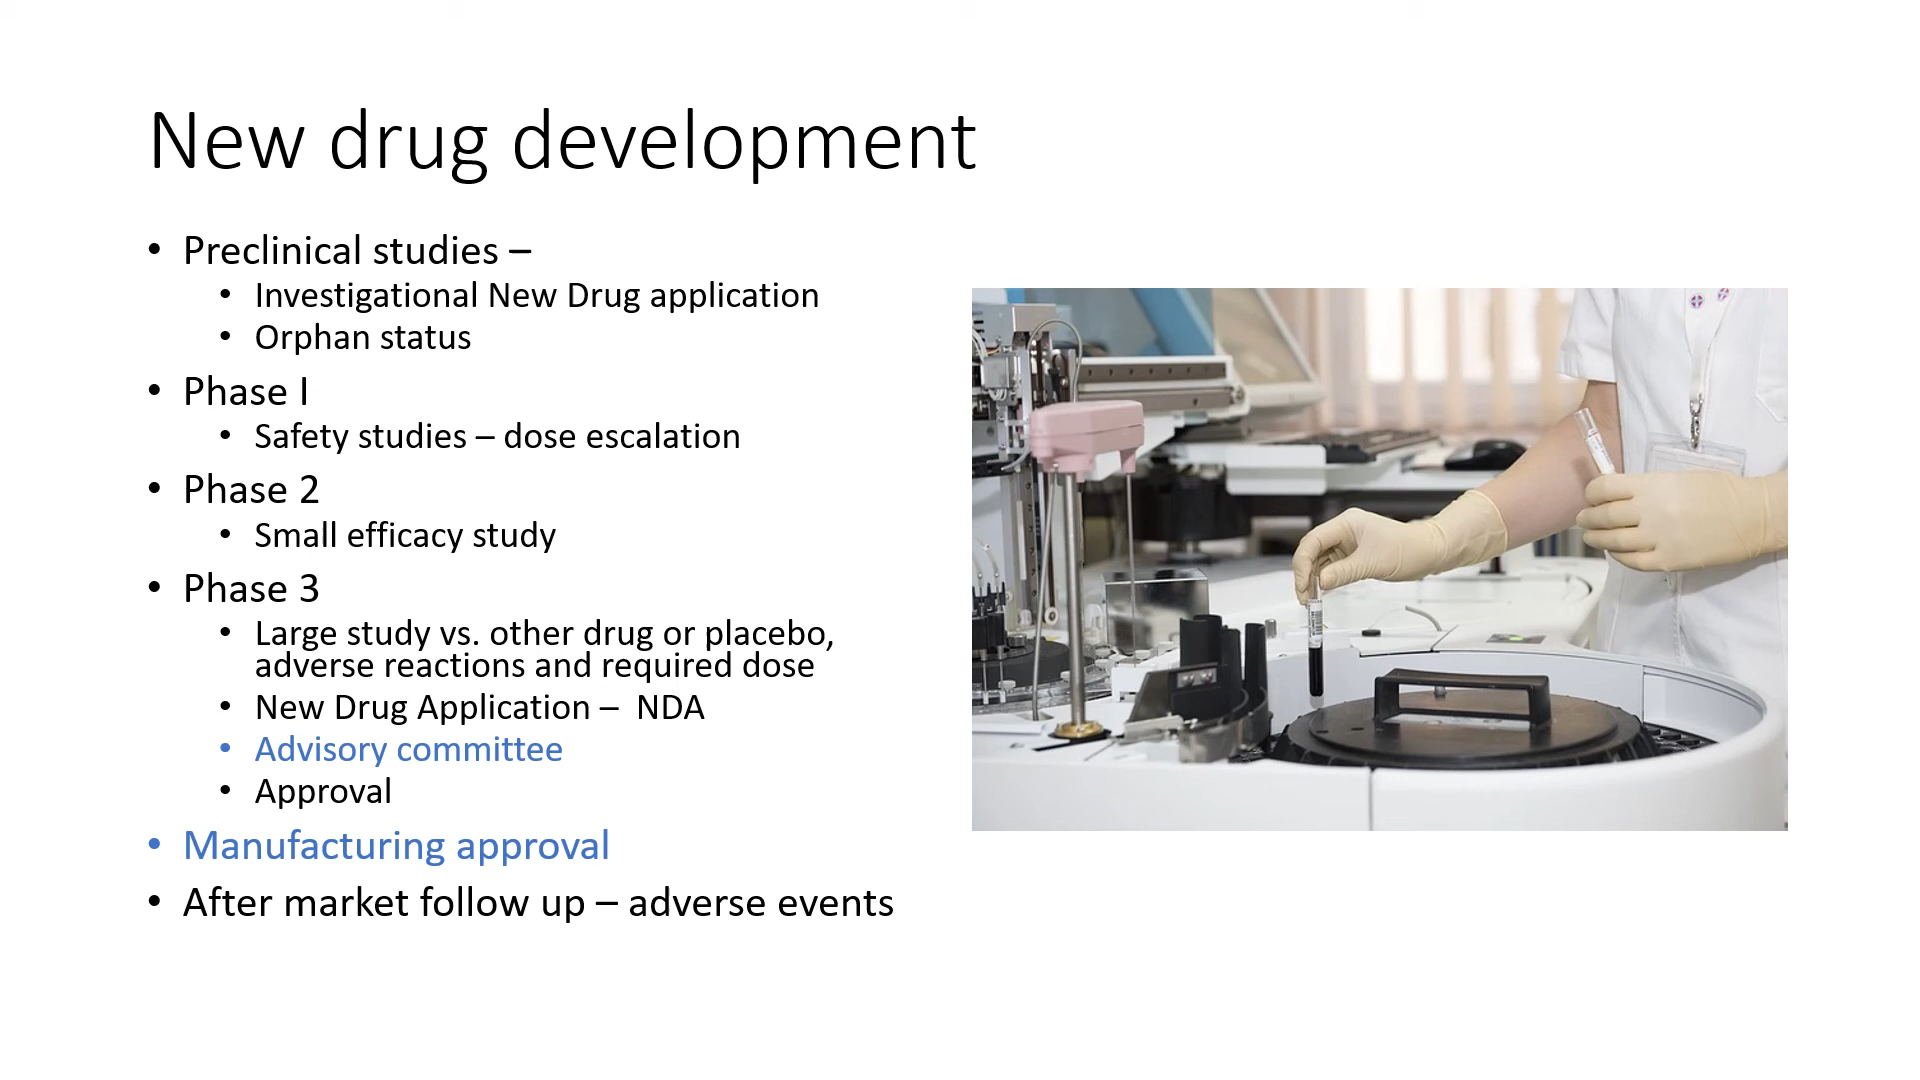 New drug development
• Preclinical studies –
• Investigational New Drug application
• Orphan status
• Phase I
• Safety studies – dose escalation
• Phase 2
• Small efficacy study
• Phase 3
• Large study vs. other drug or placebo,
adverse reactions and required dose
• New Drug Application –  NDA
• Advisory committee
• Approval
• Manufacturing approval
• After market follow up – adverse events